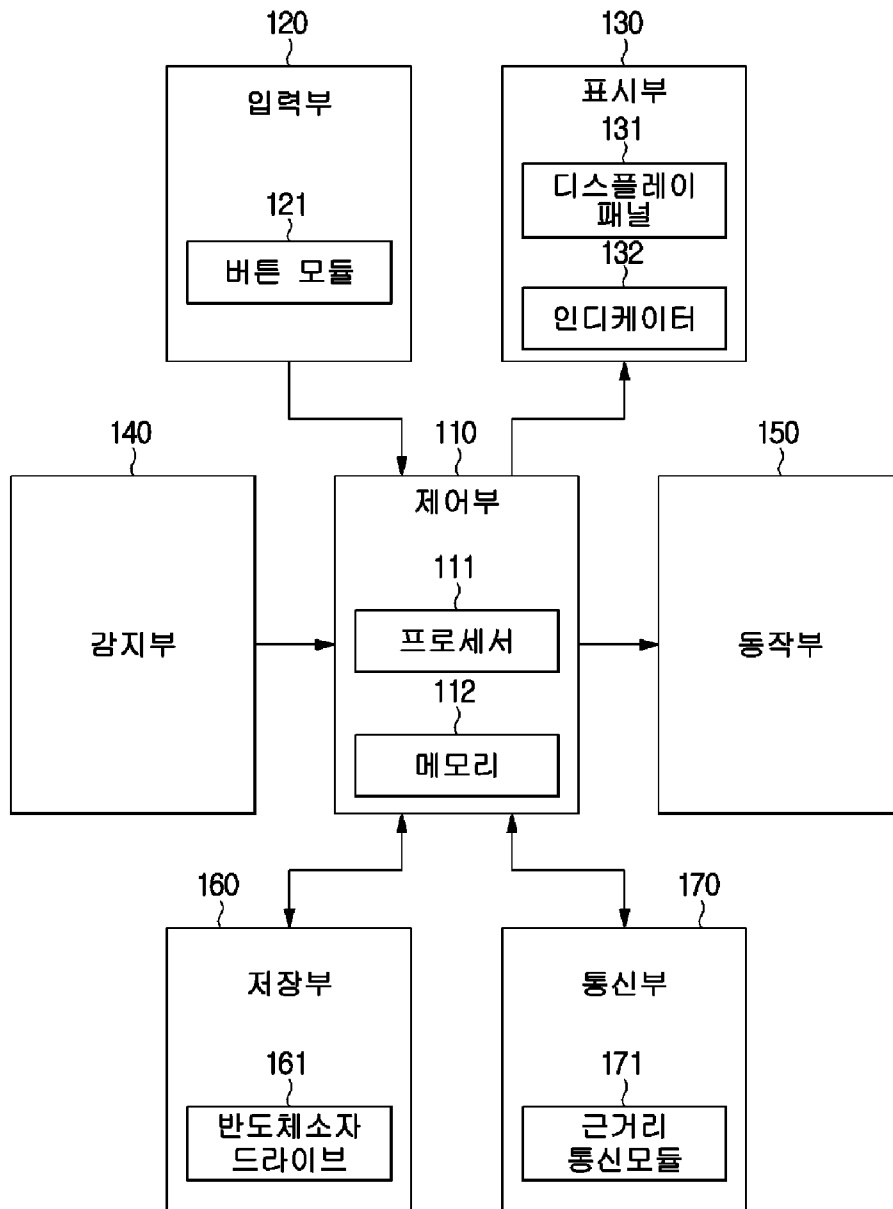 120
입력부
121
버튼 모듈
130
표시부
131
디스플레이
패널
132
인디케이터
140
감지부
110
제어부
111
프로세서
112
메모리
150
동작부
160
저장부
161
반도체소자
드라이브
170
통신부
171
근거리
통신모듈